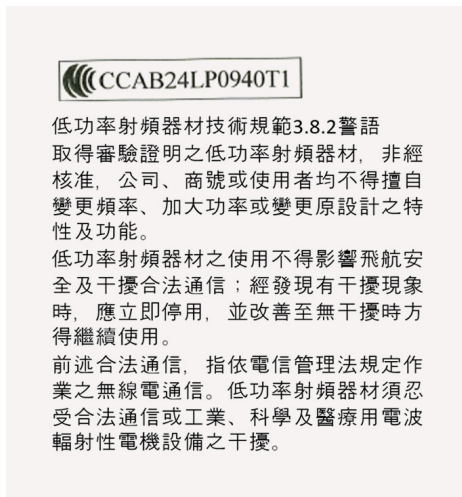 CCAB24LP0940T1
低功率射頻器材技術規範3.8.2警語
取得審驗證明之低功率射頻器材，非經
核准，公司、商號或使用者均不得擅自
變更頻率、加大功率或變更原設計之特
性及功能。
低功率射頻器材之使用不得影響飛航安
全及干擾合法通信；經發現有干擾現象
時，應立即停用，並改善至無干擾時方
得繼續使用。
前述合法通信，指依電信管理法規定作
業之無線電通信。低功率射頻器材須忍
受合法通信或工業、科學及醫療用電波
輻射性電機設備之干擾。